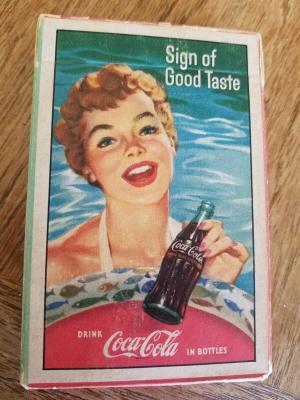 Sign of
Good Taste
Coca-Cola
DRINK Coca-Cola IN BOTTLES